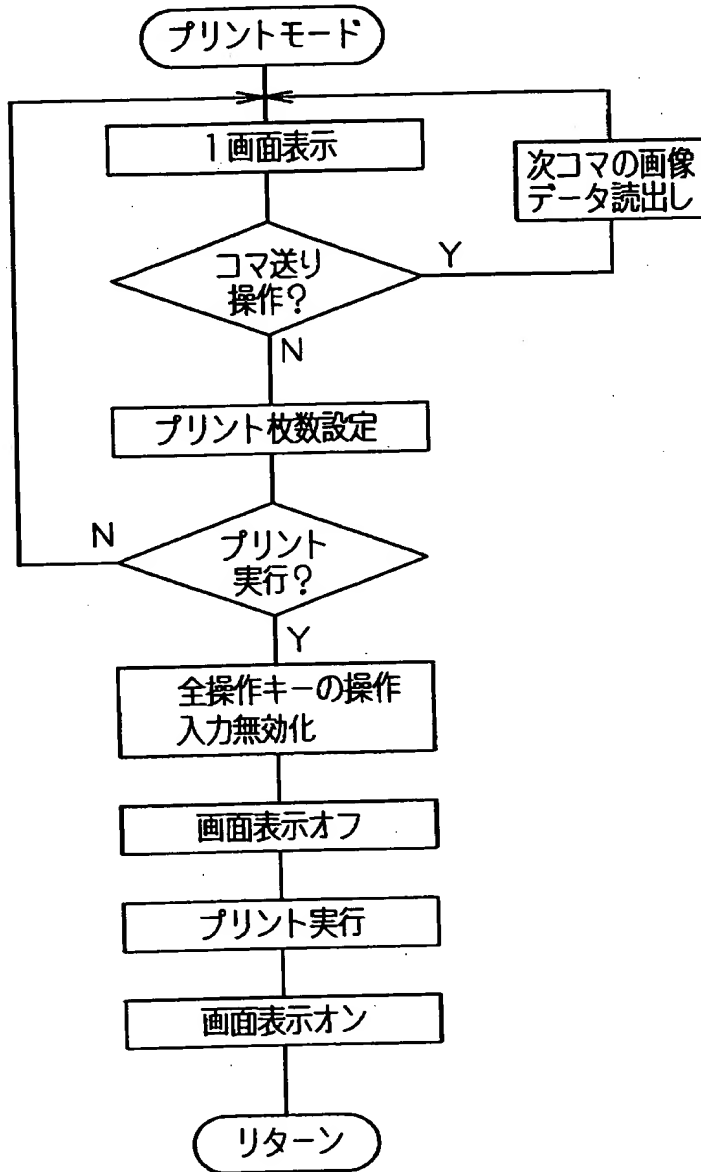 プリントモード
1画面表示
次コマの画像
データ読出し
コマ送り
操作?
Y
N
プリント枚数設定
N
プリント
実行?
Y
全操作キーの操作
入力無効化
画面表示オフ
プリント実行
画面表示オン
リターン